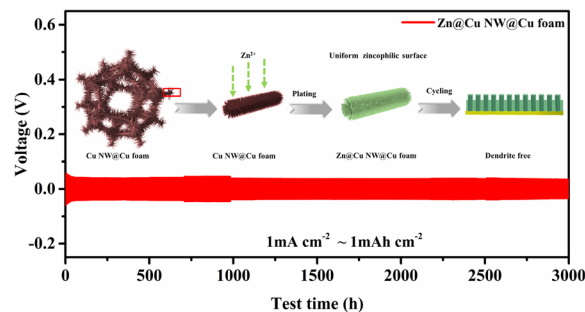 Zn@Cu NW@Cu foam
Voltage (V)
0.6
0.4
0.2
0.0
-0.2
Zn²⁺
Uniform zincophilic surface
Plating
Cycling
Cu NW@Cu foam
Cu NW@Cu foam
Zn@Cu NW@Cu foam
Dendrite free
1mA cm⁻² ~ 1mAh cm⁻²
0
500
1000
1500
2000
2500
3000
Test time (h)